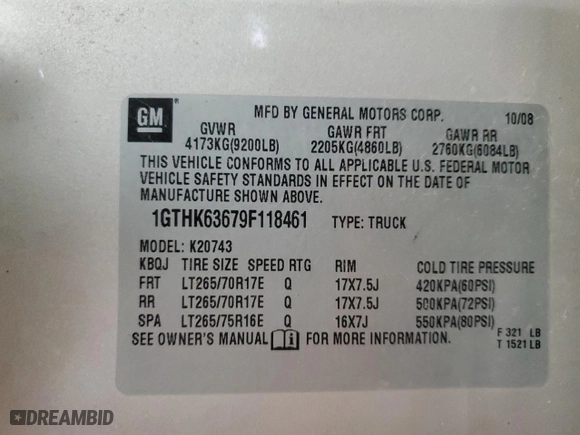 GM
MFD BY GENERAL MOTORS CORP. 10/08
GVWR GAWR FRT GAWR RR
4173KG(9200LB) 2205KG(4860LB) 2760KG(6084LB)
THIS VEHICLE CONFORMS TO ALL APPLICABLE U.S. FEDERAL MOTOR
VEHICLE SAFETY STANDARDS IN EFFECT ON THE DATE OF
MANUFACTURE SHOWN ABOVE.
1GTHK63679F118461 TYPE: TRUCK
MODEL: K20743
KBQJ TIRE SIZE SPEED RTG RIM COLD TIRE PRESSURE
FRT LT265/70R17E Q 17X7.5J 420KPA(60PSI)
RR LT265/70R17E Q 17X7.5J 500KPA(72PSI)
SPA LT265/75R16E Q 16X7J 550KPA(80PSI)
SEE OWNER'S MANUAL FOR MORE INFORMATION. F 321 LB
T 1521 LB
DREAMBID